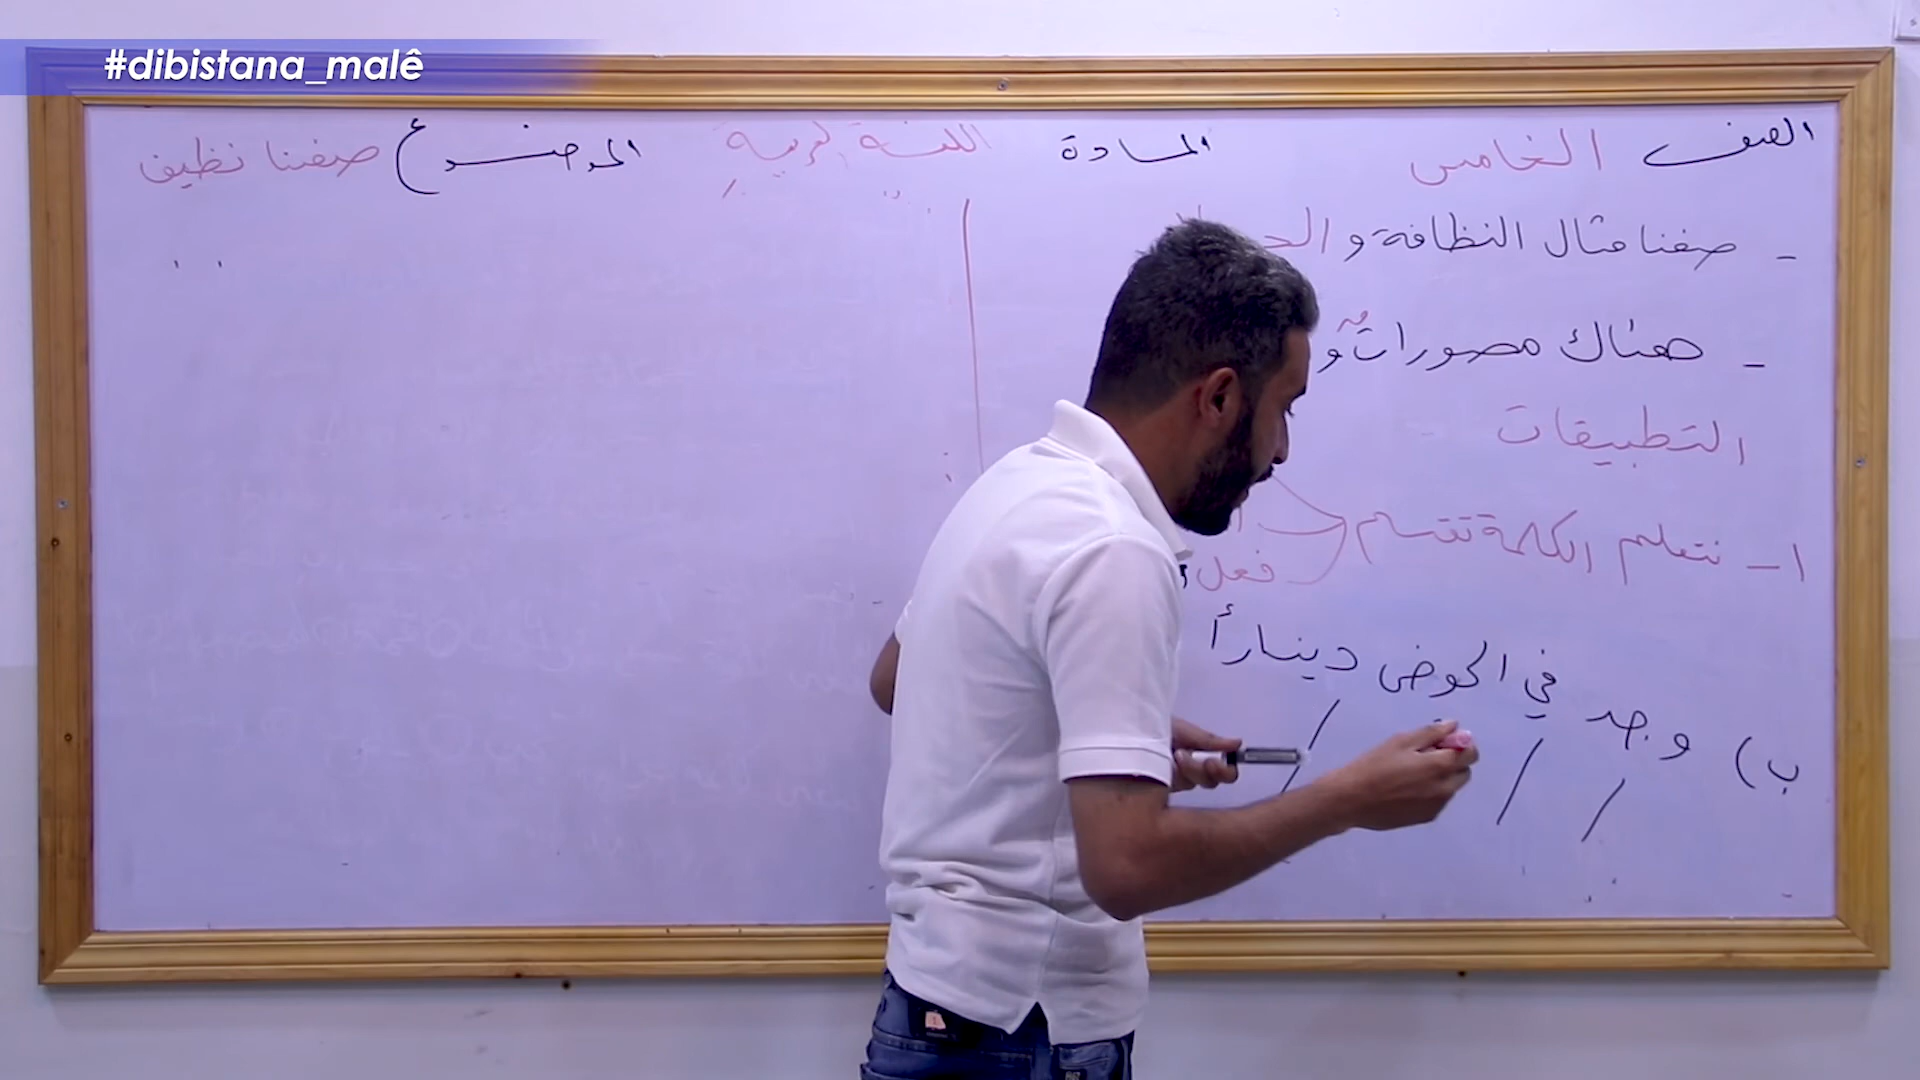 #dibistana_malê
الصف الخامس المادة اللغة العربية الموضوع) صفنا نظيف
- صفنا مثال النظافة و
- هناك مصوراتٌ و
التطبيقات
١- نتعلم الكلمة تقسم
فعل
ب) وجد في الحوض ديناراً